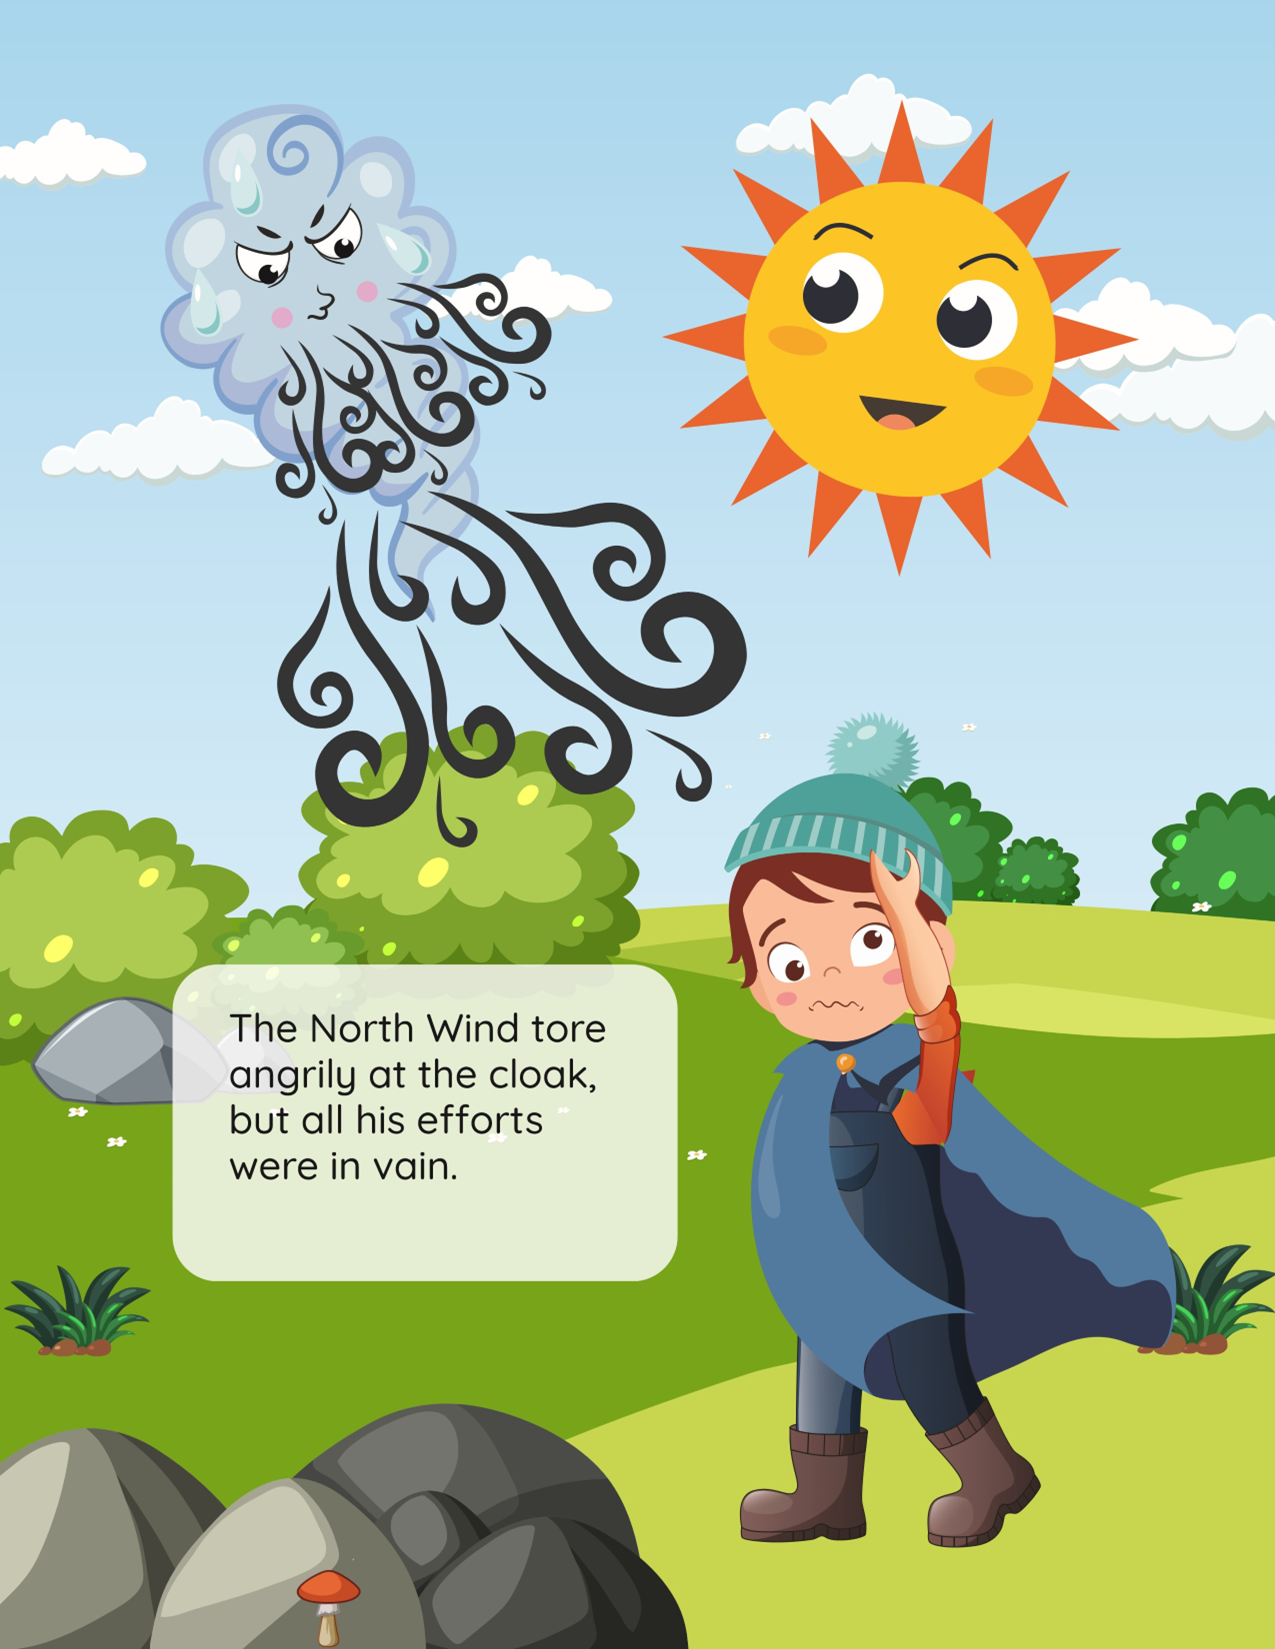 The North Wind tore
angrily at the cloak,
but all his efforts
were in vain.